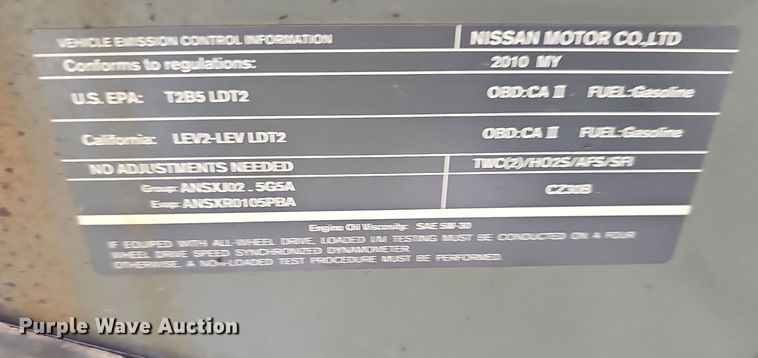 VEHICLE EMISSION CONTROL INFORMATION NISSAN MOTOR CO.,LTD
Conforms to regulations: 2010 MY
U.S. EPA: T2B5 LDT2 OBD:CA II FUEL:Gasoline
California: LEV2-LEV LDT2 OBD:CA II FUEL:Gasoline
NO ADJUSTMENTS NEEDED TWC(2)/HO2S/AFS/SFI
Group: ANSXJ02.5G5A CZ30B
Evap: ANSXR0105PBA
Engine Oil Viscosity: SAE 5W-30
IF EQUIPED WITH ALL-WHEEL DRIVE, LOADED I/M TESTING MUST BE CONDUCTED ON A FOUR
WHEEL DRIVE SPEED SYNCHRONIZED DYNAMOMETER.
OTHERWISE, A NON-LOADED TEST PROCEDURE MUST BE PERFORMED.
Purple Wave Auction